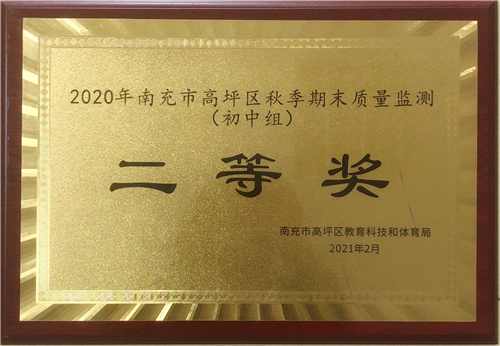 2020年南充市高坪区秋季期末质量监测
（初中组）
二等奖
南充市高坪区教育科技和体育局
2021年2月